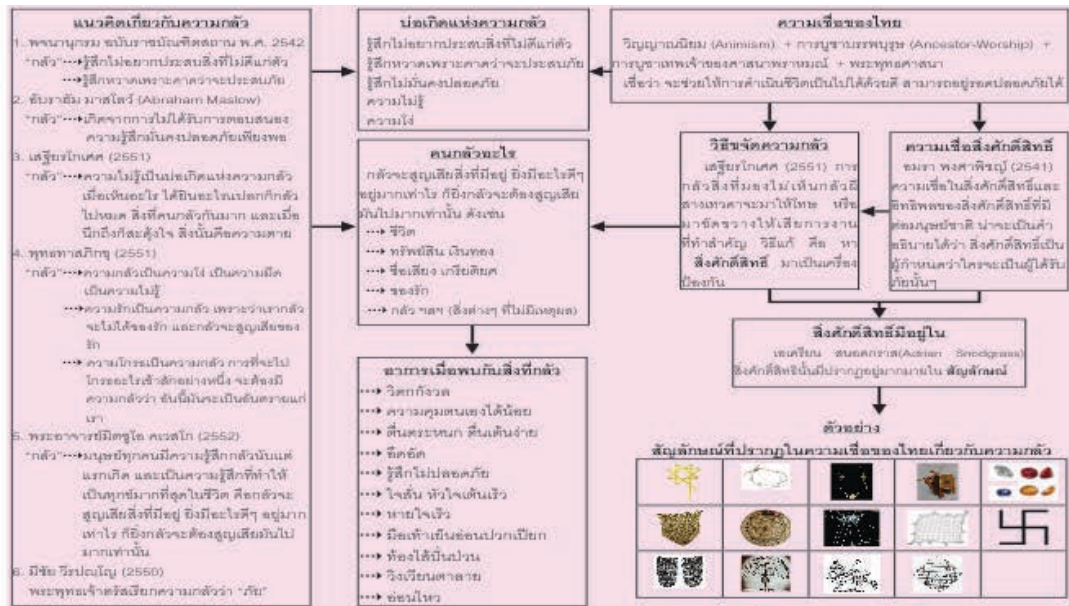 แนวคิดเกี่ยวกับความกลัว
1. พจนานุกรม ฉบับราชบัณฑิตสถาน พ.ศ. 2542
"กลัว" รู้สึกไม่อยากประสบสิ่งที่ไม่ดีแก่ตัว
รู้สึกหวาดเพราะคาดว่าจะประสบภัย
2. อับราฮัม มาสโลว์ (Abraham Maslow)
"กลัว" เกิดจากการไม่ได้รับการตอบสนอง
ความรู้สึกมั่นคงปลอดภัยเพียงพอ
3. เสฐียรโกเศศ (2551)
"กลัว" ความไม่รู้เป็นบ่อเกิดแห่งความกลัว
เมื่อเห็นอะไร ได้ยินอะไรแปลกก็กลัว
ไปหมด สิ่งที่คนกลัวกันมาก และเมื่อ
นึกถึงก็สะดุ้งใจ สิ่งนั้นคือความตาย
4. พุทธทาสภิกขุ (2551)
"กลัว" ความกลัวเป็นความโง่ เป็นความมืด
เป็นความไม่รู้
ความรักเป็นความกลัว เพราะว่าเรากลัว
จะไม่ได้ของรัก และกลัวจะสูญเสียของ
รัก
ความโกรธเป็นความกลัว การที่จะไป
โกรธอะไรเข้าสักอย่างหนึ่ง จะต้องมี
ความกลัวว่า อันนี้มันจะเป็นอันตรายแก่
เรา
5. พระอาจารย์มิตซูโอ คเวสโก (2552)
"กลัว" มนุษย์ทุกคนมีความรู้สึกกลัวนับแต่
แรกเกิด และเป็นความรู้สึกที่ทำให้
เป็นทุกข์มากที่สุดในชีวิต คือกลัวจะ
สูญเสียสิ่งที่มีอยู่ ยิ่งมีอะไรดีๆ อยู่มาก
เท่าไร ก็ยิ่งกลัวจะต้องสูญเสียมันไป
มากเท่านั้น
6. มีชัย วีรปณฺโญ (2550)
พระพุทธเจ้าตรัสเรียกความกลัวว่า "ภัย"
บ่อเกิดแห่งความกลัว
รู้สึกไม่อยากประสบสิ่งที่ไม่ดีแก่ตัว
รู้สึกหวาดเพราะคาดว่าจะประสบภัย
รู้สึกไม่มั่นคงปลอดภัย
ความไม่รู้
ความโง่
คนกลัวอะไร
กลัวจะสูญเสียสิ่งที่มีอยู่ ยิ่งมีอะไรดีๆ
อยู่มากเท่าไร ก็ยิ่งกลัวจะต้องสูญเสีย
มันไปมากเท่านั้น ดังเช่น
ชีวิต
ทรัพย์สิน เงินทอง
ชื่อเสียง เกียรติยศ
ของรัก
กลัว ฯลฯ (สิ่งต่างๆ ที่ไม่มีเหตุผล)
อาการเมื่อพบกับสิ่งที่กลัว
วิตกกังวล
ความคุมตนเองได้น้อย
ตื่นตระหนก ตื่นเต้นง่าย
อึดอัด
รู้สึกไม่ปลอดภัย
ใจสั่น หัวใจเต้นเร็ว
หายใจเร็ว
มือเท้าเย็นอ่อนปวกเปียก
ท้องไส้ปั่นป่วน
วิงเวียนตาลาย
อ่อนไหว
ความเชื่อของไทย
วิญญาณนิยม (Animism) + การบูชาบรรพบุรุษ (Ancestor-Worship) +
การบูชาเทพเจ้าของศาสนาพราหมณ์ + พระพุทธศาสนา
เชื่อว่า จะช่วยให้การดำเนินชีวิตเป็นไปได้ด้วยดี สามารถอยู่รอดปลอดภัยได้
วิธีขจัดความกลัว
เสฐียรโกเศศ (2551) การ
กลัวสิ่งที่มองไม่เห็นกลัวผี
สางเทวดาจะมาให้โทษ หรือ
มาขัดขวางให้เสียการงาน
ที่ทำสำคัญ วิธีแก้ คือ หา
สิ่งศักดิ์สิทธิ์ มาเป็นเครื่อง
ป้องกัน
ความเชื่อสิ่งศักดิ์สิทธิ์
อมรา พงศาพิชญ์ (2541)
ความเชื่อในสิ่งศักดิ์สิทธิ์และ
อิทธิพลของสิ่งศักดิ์สิทธิ์ที่มี
ต่อมนุษยชาติ น่าจะเป็นคำ
อธิบายได้ว่า สิ่งศักดิ์สิทธิ์เป็น
ผู้กำหนดว่าใครจะเป็นผู้ได้รับ
ภัยนั้นๆ
สิ่งศักดิ์สิทธิ์มีอยู่ใน
เอเดรียน สนอดกราส(Adrian Snodgrass)
สิ่งศักดิ์สิทธิ์นั้นมีปรากฏอยู่มากมายใน สัญลักษณ์
ตัวอย่าง
สัญลักษณ์ที่ปรากฏในความเชื่อของไทยเกี่ยวกับความกลัว